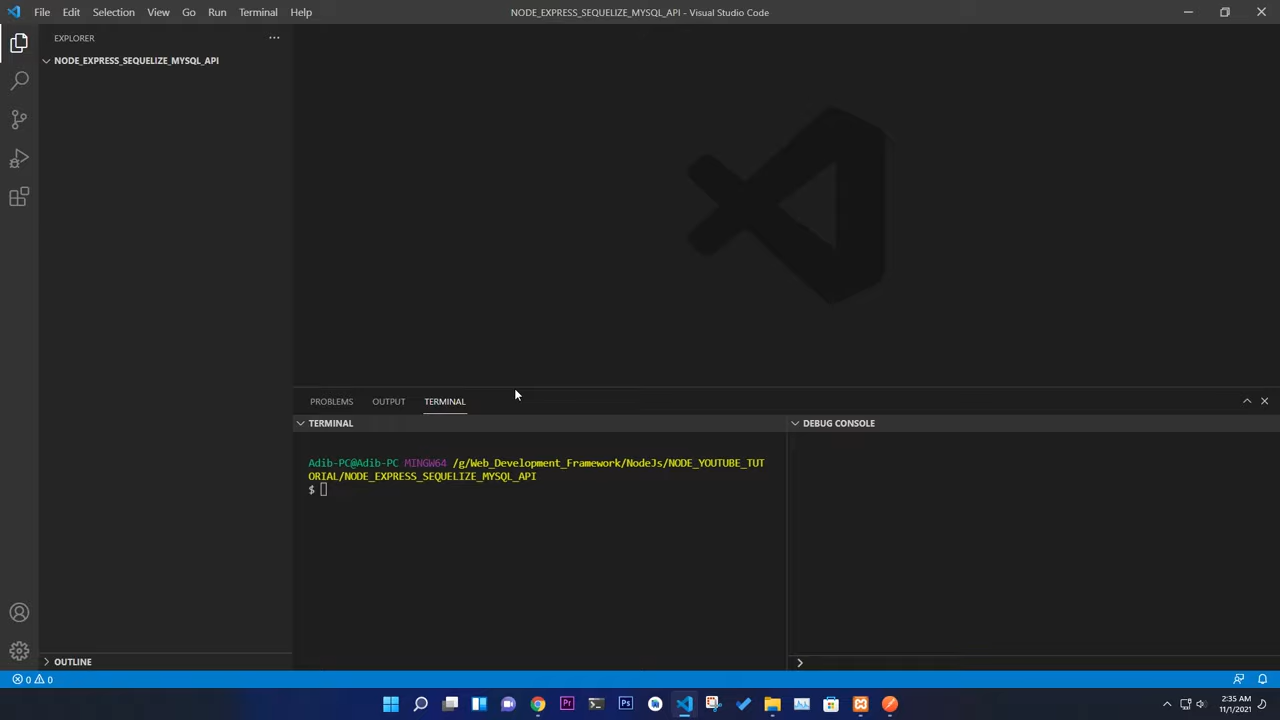 File Edit Selection View Go Run Terminal Help
NODE_EXPRESS_SEQUELIZE_MYSQL_API - Visual Studio Code
EXPLORER
NODE_EXPRESS_SEQUELIZE_MYSQL_API
PROBLEMS OUTPUT TERMINAL
TERMINAL
DEBUG CONSOLE
Adib-PC@Adib-PC MINGW64 /g/Web_Development_Framework/NodeJs/NODE_YOUTUBE_TUT
ORIAL/NODE_EXPRESS_SEQUELIZE_MYSQL_API
$
OUTLINE
0 0
Pr
Ps
2:35 AM
11/1/2021